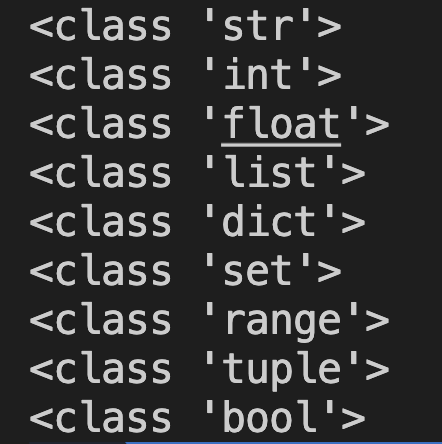 <class 'str'>
<class 'int'>
<class 'float'>
<class 'list'>
<class 'dict'>
<class 'set'>
<class 'range'>
<class 'tuple'>
<class 'bool'>